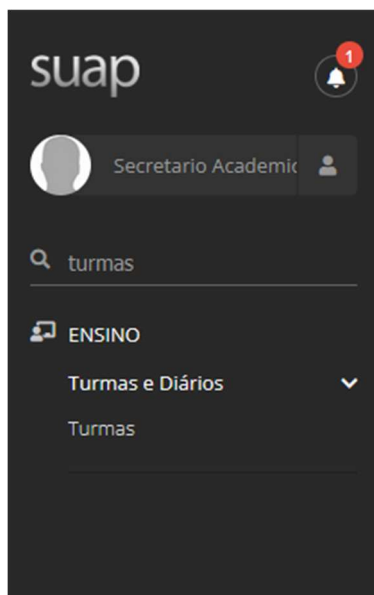 suap
1
Secretario Academic
turmas
ENSINO
Turmas e Diários
Turmas